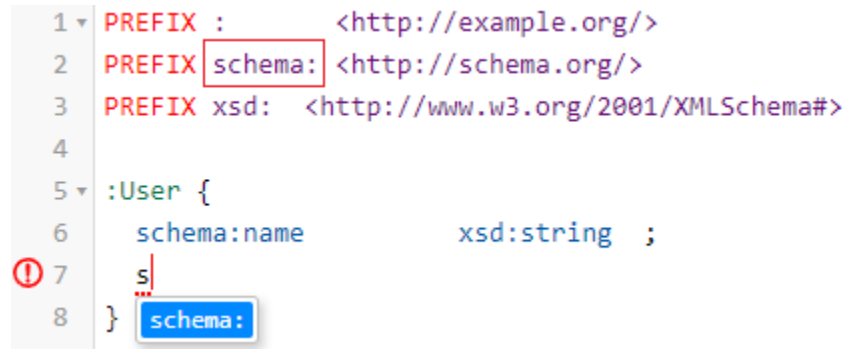 1 PREFIX : <http://example.org/>
2 PREFIX schema: <http://schema.org/>
3 PREFIX xsd: <http://www.w3.org/2001/XMLSchema#>
4
5 :User {
6 schema:name xsd:string ;
7 s
8 }
schema: